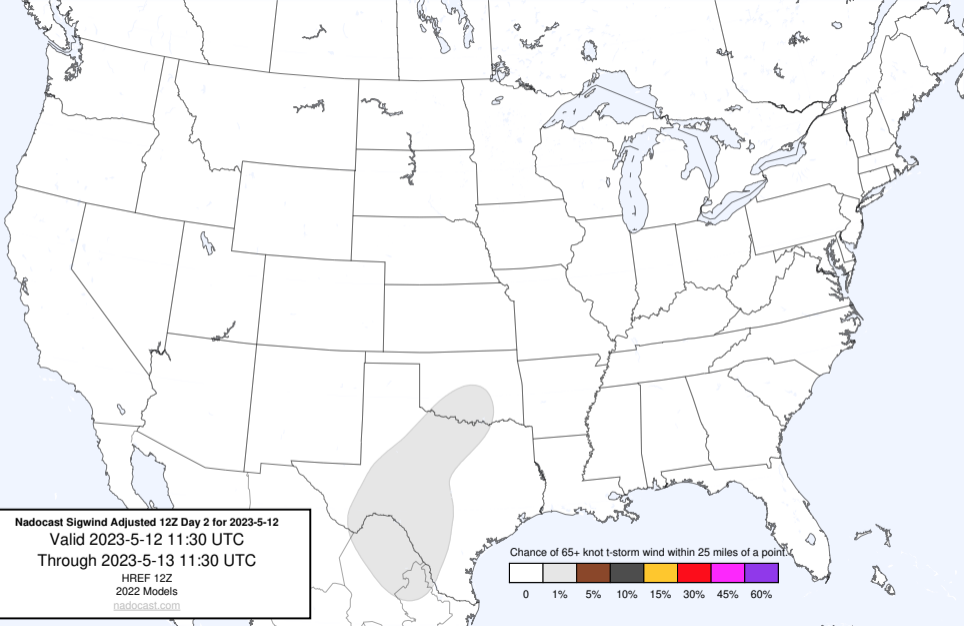 Nadocast Sigwind Adjusted 12Z Day 2 for 2023-5-12
Valid 2023-5-12 11:30 UTC
Through 2023-5-13 11:30 UTC
HREF 12Z
2022 Models
nadocast.com
Chance of 65+ knot t-storm wind within 25 miles of a point.
0 1% 5% 10% 15% 30% 45% 60%